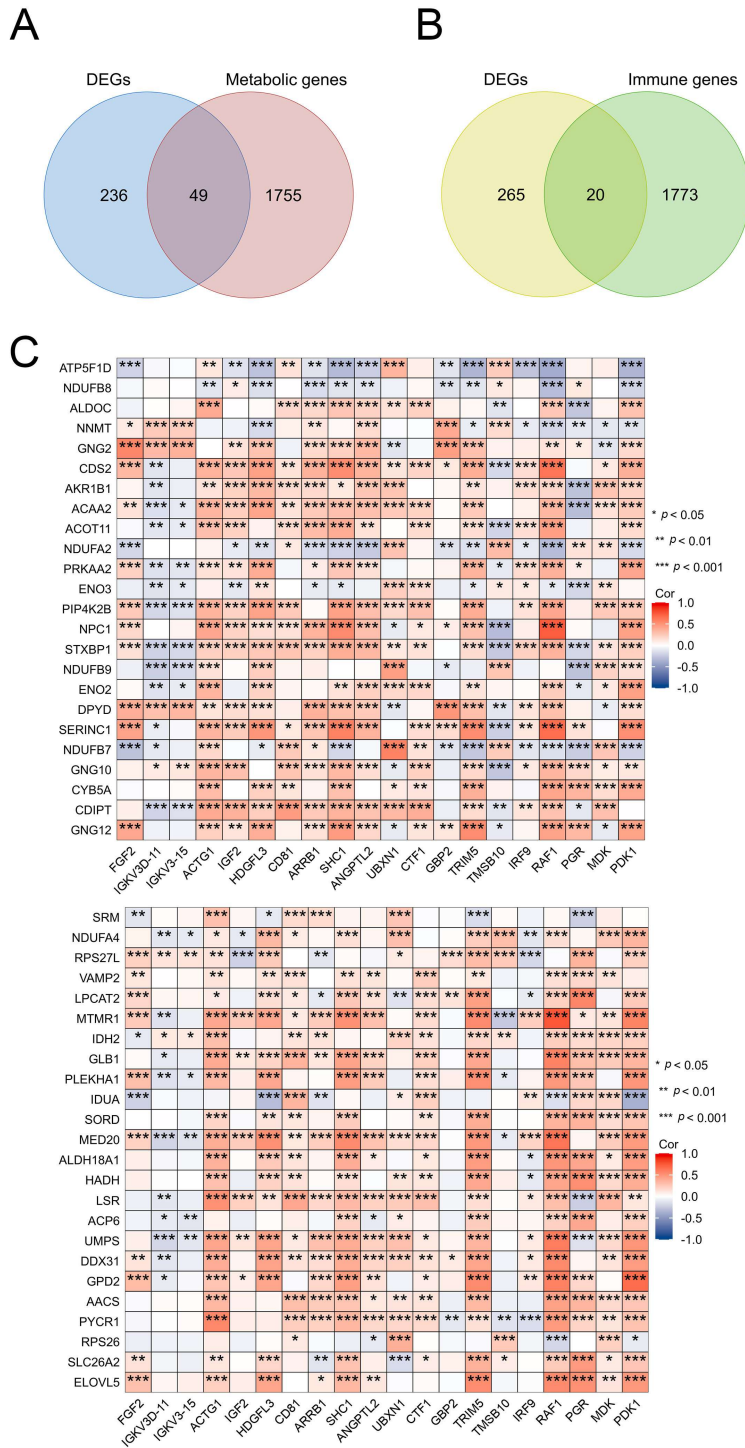 A
B
DEGs
Metabolic genes
DEGs
Immune genes
236
49
1755
265
20
1773
C
ATP5F1D
NDUFB8
ALDOC
NNMT
GNG2
CDS2
AKR1B1
ACAA2
ACOT11
NDUFA2
PRKAA2
ENO3
PIP4K2B
NPC1
STXBP1
NDUFB9
ENO2
DPYD
SERINC1
NDUFB7
GNG10
CYB5A
CDIPT
GNG12
* p < 0.05
** p < 0.01
*** p < 0.001
Cor
1.0
0.5
0.0
-0.5
-1.0
FGF2
IGKV3D-11
IGKV3-15
ACTG1
IGF2
HDGFL3
CD81
ARRB1
SHC1
ANGPTL2
UBXN1
CTF1
GBP2
TRIM5
TMSB10
IRF9
RAF1
PGR
MDK
PDK1
SRM
NDUFA4
RPS27L
VAMP2
LPCAT2
MTMR1
IDH2
GLB1
PLEKHA1
IDUA
SORD
MED20
ALDH18A1
HADH
LSR
ACP6
UMPS
DDX31
GPD2
AACS
PYCR1
RPS26
SLC26A2
ELOVL5
* p < 0.05
** p < 0.01
*** p < 0.001
Cor
1.0
0.5
0.0
-0.5
-1.0
FGF2
IGKV3D-11
IGKV3-15
ACTG1
IGF2
HDGFL3
CD81
ARRB1
SHC1
ANGPTL2
UBXN1
CTF1
GBP2
TRIM5
TMSB10
IRF9
RAF1
PGR
MDK
PDK1